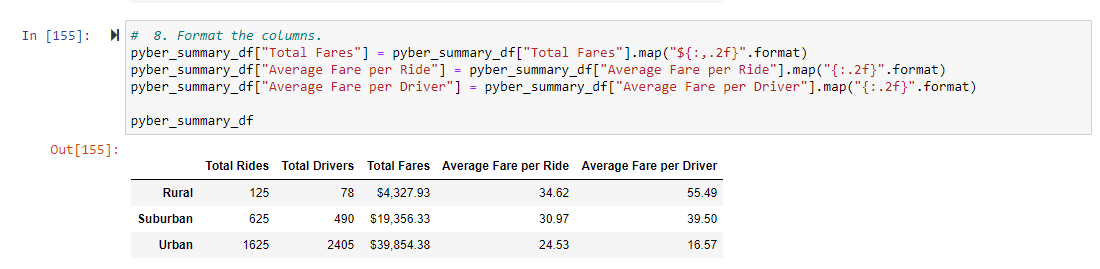 In [155]:
# 8. Format the columns.
pyber_summary_df["Total Fares"] = pyber_summary_df["Total Fares"].map("${:,.2f}".format)
pyber_summary_df["Average Fare per Ride"] = pyber_summary_df["Average Fare per Ride"].map("{:.2f}".format)
pyber_summary_df["Average Fare per Driver"] = pyber_summary_df["Average Fare per Driver"].map("{:.2f}".format)
pyber_summary_df
Out[155]:
Total Rides Total Drivers Total Fares Average Fare per Ride Average Fare per Driver
Rural 125 78 $4,327.93 34.62 55.49
Suburban 625 490 $19,356.33 30.97 39.50
Urban 1625 2405 $39,854.38 24.53 16.57